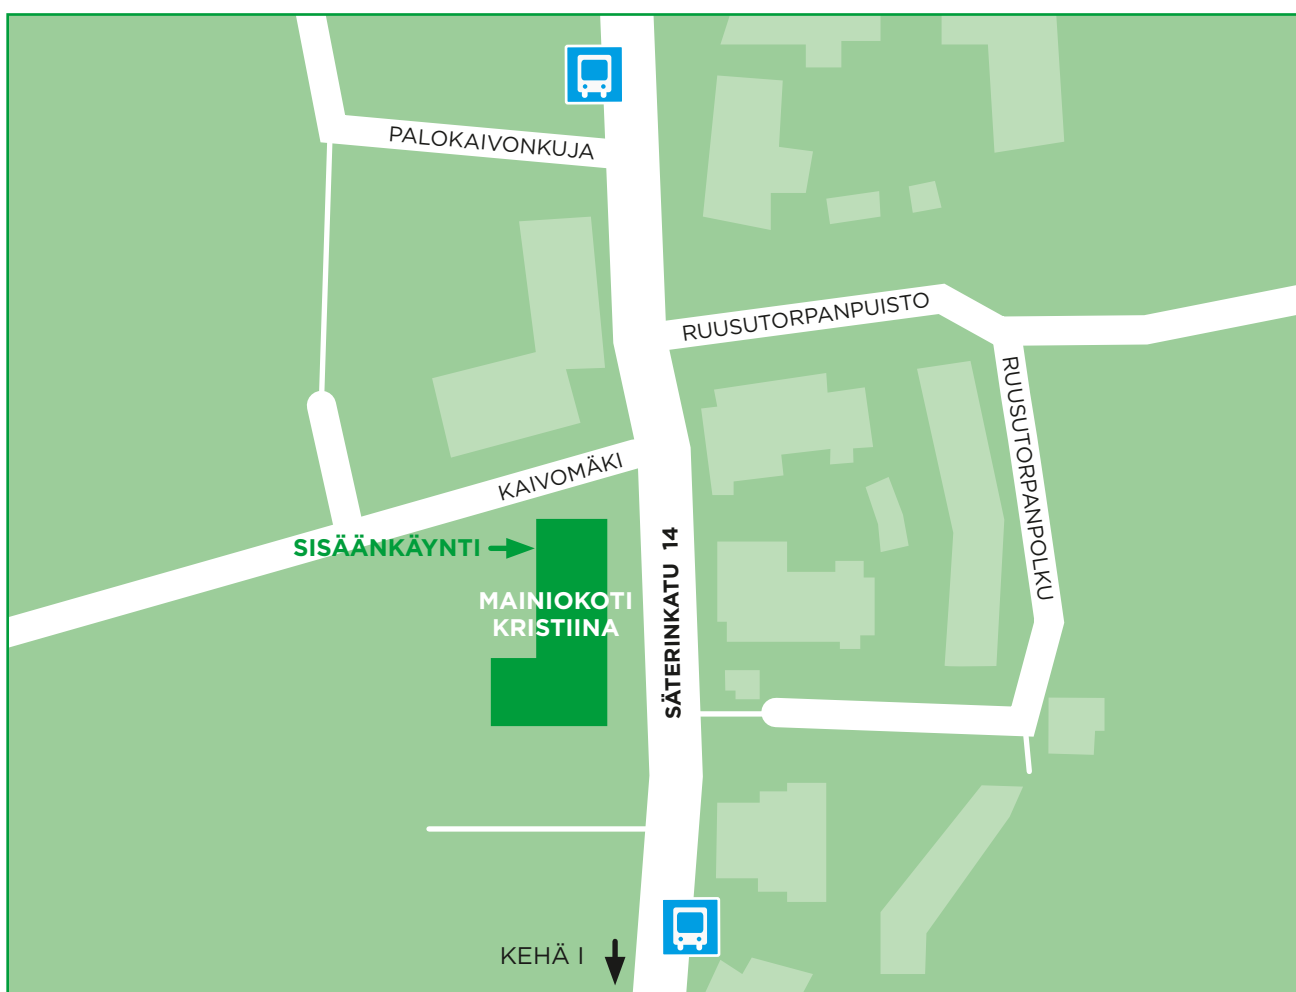 PALOKAIVONKUJA
RUUSUTORPANPUISTO
RUUSUTORPANPOLKU
KAIVOMÄKI
SISÄÄNKÄYNTI
MAINIOKOTI
KRISTIINA
SÄTERINKATU 14
KEHÄ I